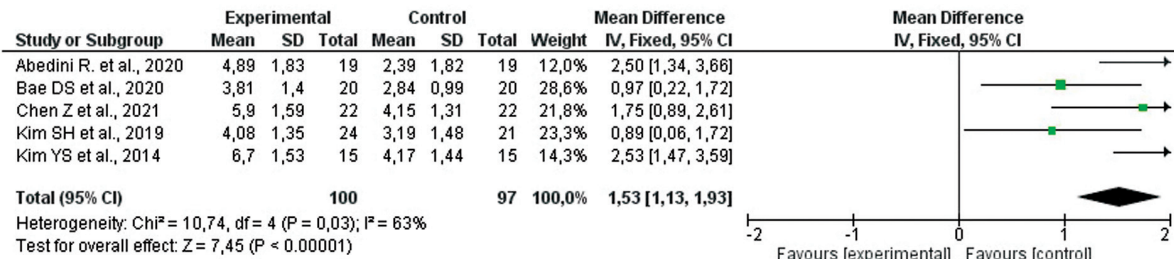 Experimental Control Mean Difference Mean Difference
Study or Subgroup Mean SD Total Mean SD Total Weight IV, Fixed, 95% CI IV, Fixed, 95% CI
Abedini R. et al., 2020 4,89 1,83 19 2,39 1,82 19 12,0% 2,50 [1,34, 3,66]
Bae DS et al., 2020 3,81 1,4 20 2,84 0,99 20 28,6% 0,97 [0,22, 1,72]
Chen Z et al., 2021 5,9 1,59 22 4,15 1,31 22 21,8% 1,75 [0,89, 2,61]
Kim SH et al., 2019 4,08 1,35 24 3,19 1,48 21 23,3% 0,89 [0,06, 1,72]
Kim YS et al., 2014 6,7 1,53 15 4,17 1,44 15 14,3% 2,53 [1,47, 3,59]
Total (95% CI) 100 97 100,0% 1,53 [1,13, 1,93]
Heterogeneity: Chi² = 10,74, df = 4 (P = 0,03); I² = 63%
Test for overall effect: Z = 7,45 (P < 0.00001)
-2 -1 0 1 2
Favours [experimental] Favours [control]